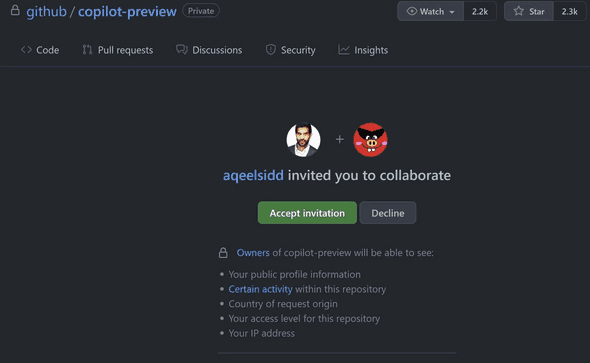 github / copilot-preview Private Watch 2.2k Star 2.3k
<> Code Pull requests Discussions Security Insights
+
aqeelsidd invited you to collaborate
Accept invitation Decline
Owners of copilot-preview will be able to see:
• Your public profile information
• Certain activity within this repository
• Country of request origin
• Your access level for this repository
• Your IP address